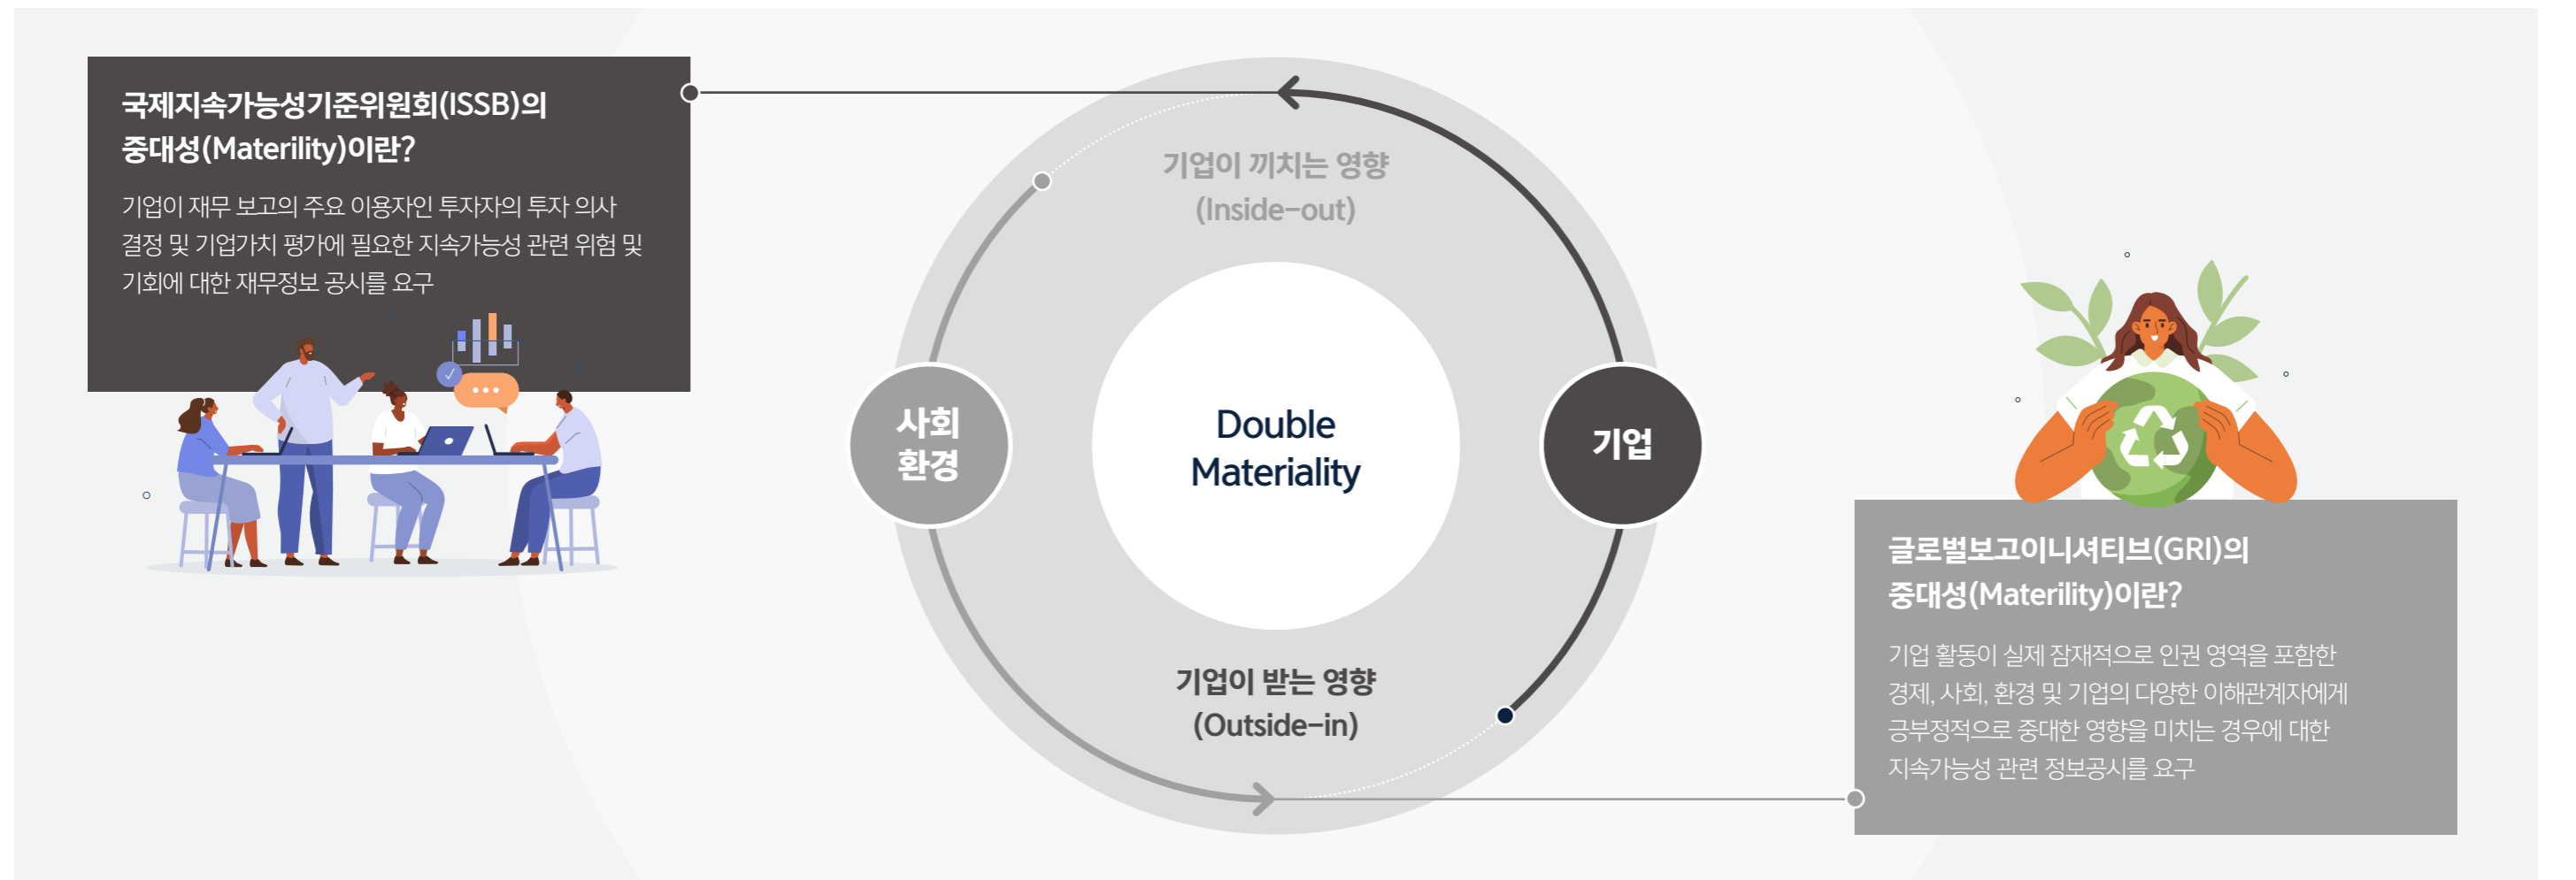 국제지속가능성기준위원회(ISSB)의
중대성(Materility)이란?
기업이 재무 보고의 주요 이용자인 투자자의 투자 의사
결정 및 기업가치 평가에 필요한 지속가능성 관련 위험 및
기회에 대한 재무정보 공시를 요구
기업이 끼치는 영향
(Inside-out)
사회
환경
Double
Materiality
기업
기업이 받는 영향
(Outside-in)
글로벌보고이니셔티브(GRI)의
중대성(Materility)이란?
기업 활동이 실제 잠재적으로 인권 영역을 포함한
경제, 사회, 환경 및 기업의 다양한 이해관계자에게
긍부정적으로 중대한 영향을 미치는 경우에 대한
지속가능성 관련 정보공시를 요구